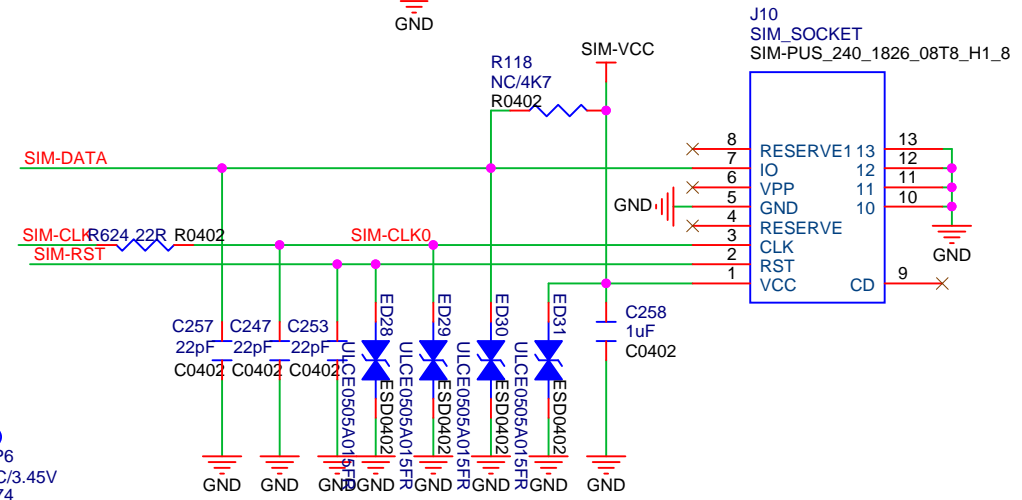 GND
J10
SIM_SOCKET
SIM-PUS_240_1826_08T8_H1_8
SIM-VCC
R118
NC/4K7
R0402
SIM-DATA
8
RESERVE1
13
13
7
IO
12
12
6
VPP
11
11
GND
5
GND
10
10
4
RESERVE
SIM-CLK
R624
22R
R0402
SIM-CLK0
3
CLK
GND
SIM-RST
2
RST
1
VCC
CD
9
C257
22pF
C0402
C247
22pF
C0402
C253
22pF
C0402
ED28
ULCE0505A015FR
ESD0402
ED29
ULCE0505A015FR
ESD0402
ED30
ULCE0505A015FR
ESD0402
ED31
ULCE0505A015FR
ESD0402
C258
1uF
C0402
GND
GND
GND
GND
GND
GND
GND
GND
P6
C/3.45V
74